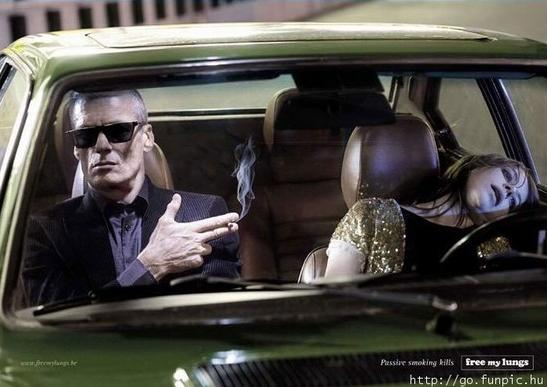 www.freemylungs.be
Passive smoking kills
free my lungs
http://go.funpic.hu